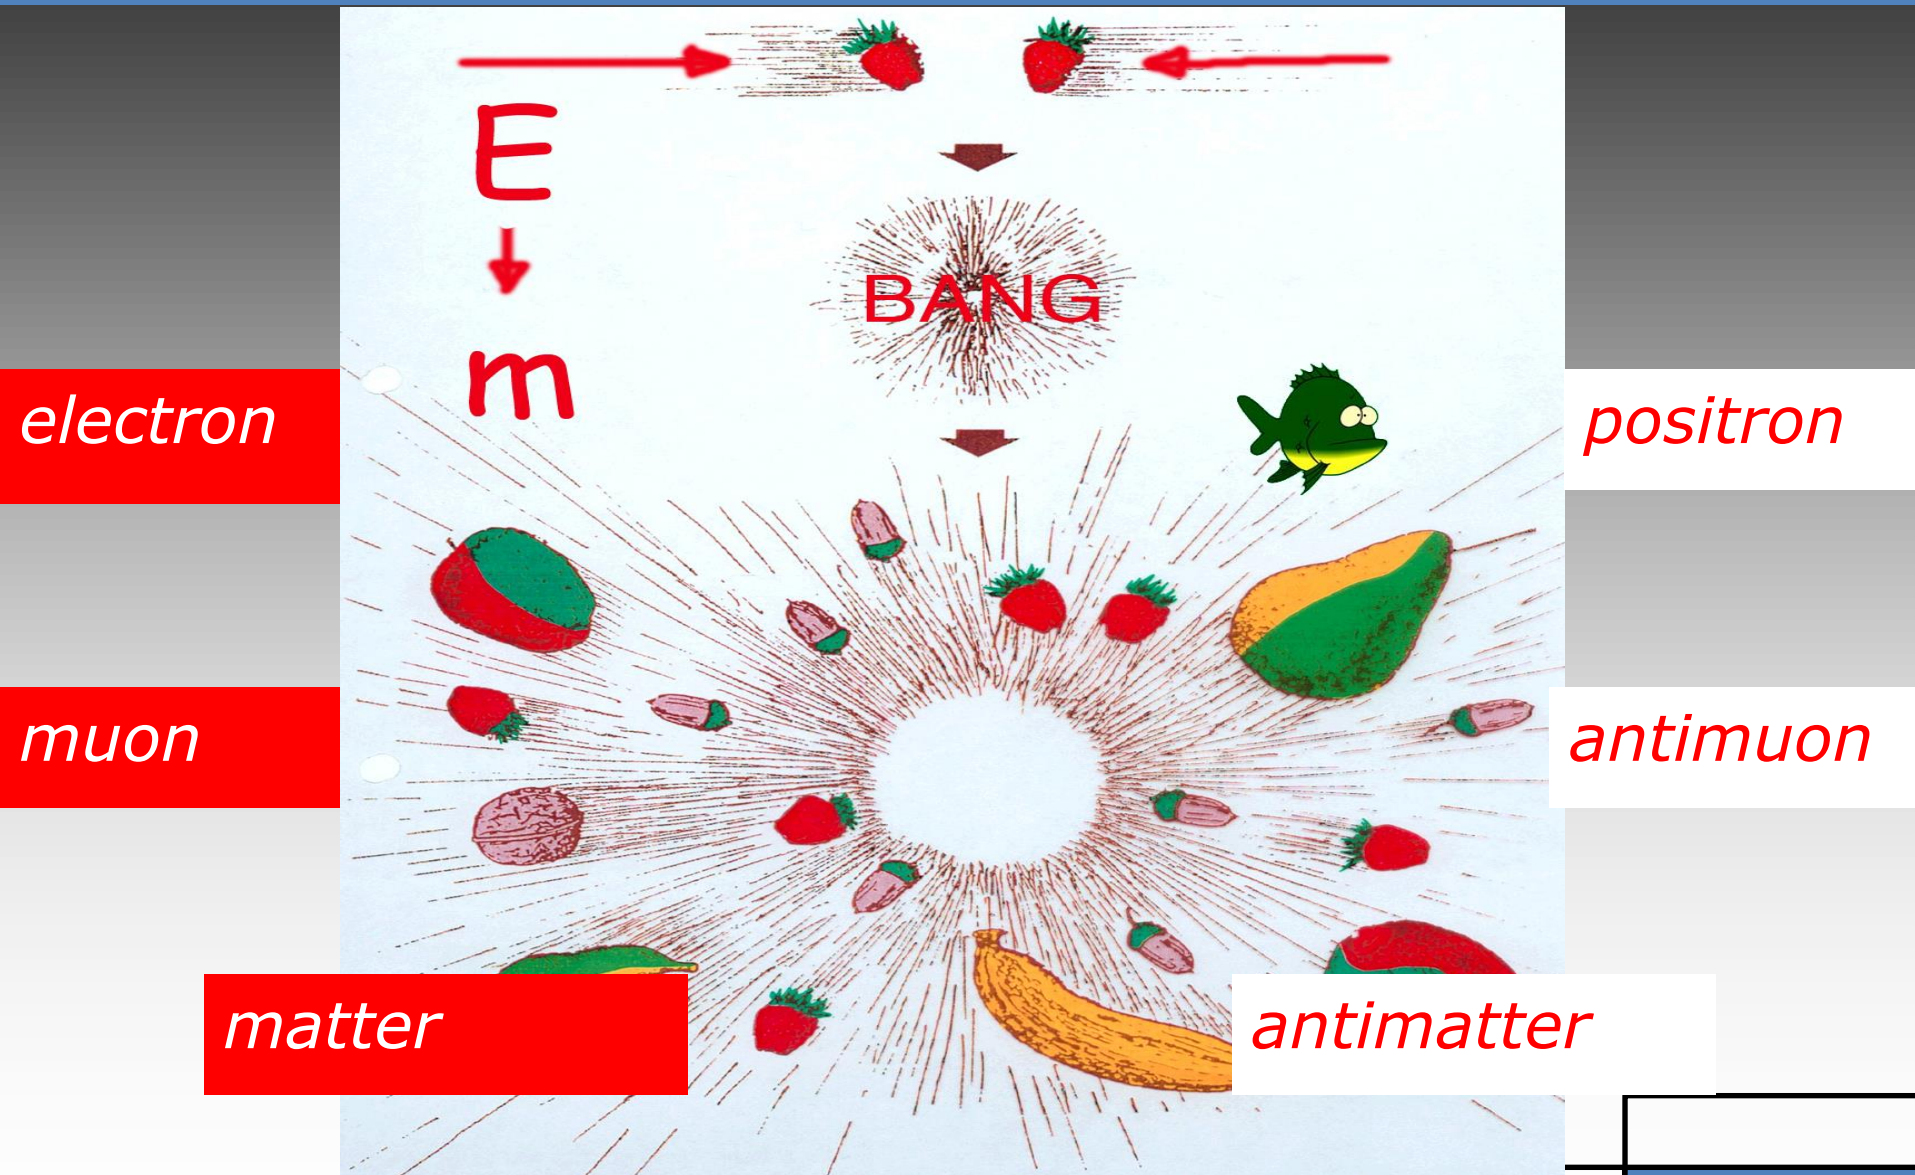 E
m
BANG
electron
positron
muon
antimuon
matter
antimatter